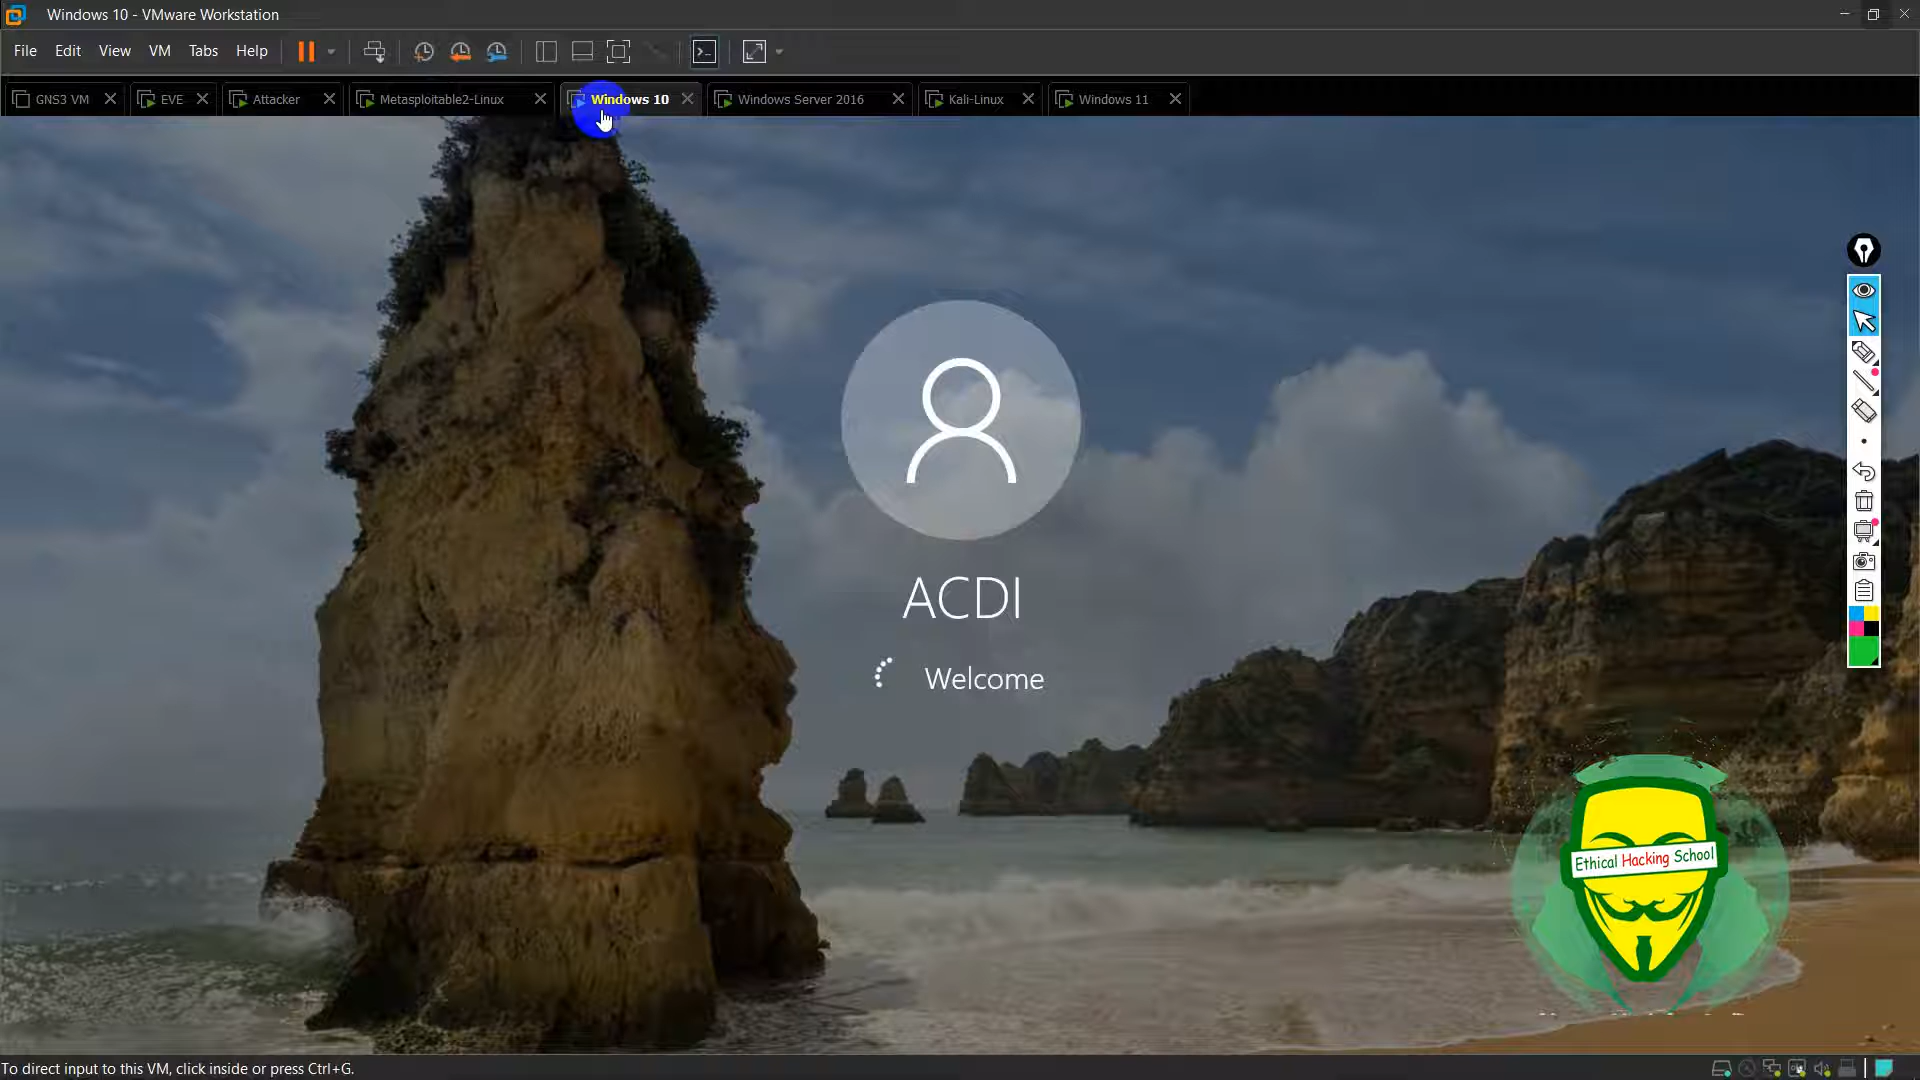 Windows 10 - VMware Workstation
File Edit View VM Tabs Help
GNS3 VM EVE Attacker Metasploitable2-Linux Windows 10 Windows Server 2016 Kali-Linux Windows 11
ACDI
Welcome
Ethical Hacking School
To direct input to this VM, click inside or press Ctrl+G.